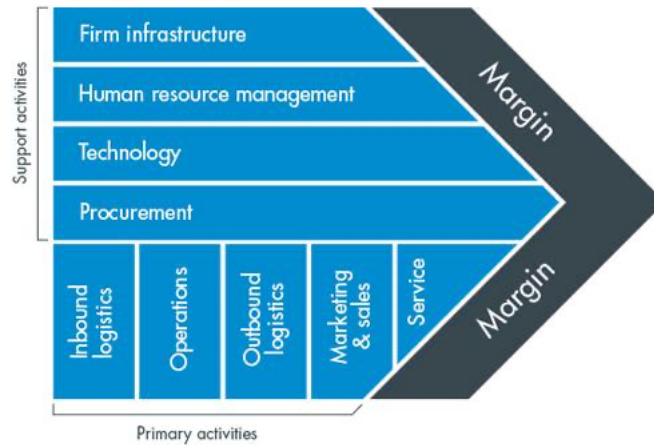 Support activities
Firm infrastructure
Human resource management
Technology
Procurement
Margin
Margin
Inbound
logistics
Operations
Outbound
logistics
Marketing
& sales
Service
Primary activities